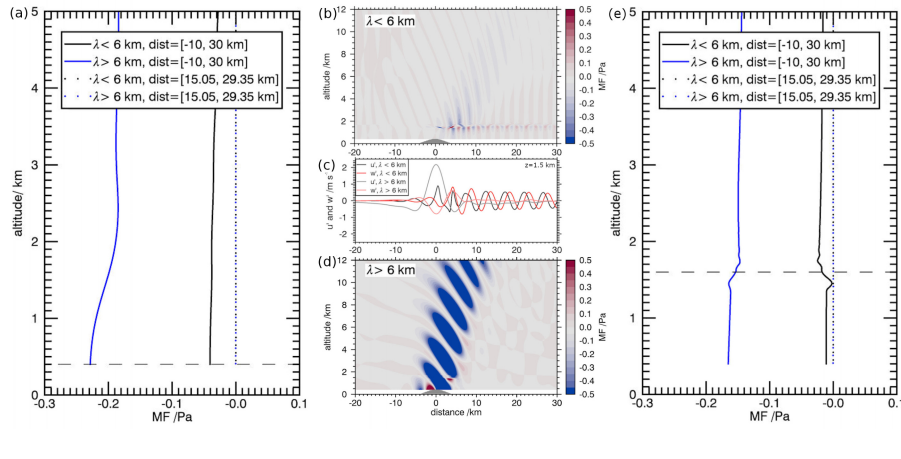 (a)
5
4
3
2
1
0
altitude/ km
λ< 6 km, dist=[-10, 30 km]
λ> 6 km, dist=[-10, 30 km]
λ< 6 km, dist=[15.05, 29.35 km]
λ> 6 km, dist=[15.05, 29.35 km]
-0.3 -0.2 -0.1 -0.0 0.1
MF /Pa
(b)
λ< 6 km
12
10
8
6
4
2
0
altitude /km
-20 -10 0 10 20 30
0.5
0.4
0.3
0.2
0.1
0.0
-0.1
-0.2
-0.3
-0.4
-0.5
MF /Pa
(c)
u', λ < 6 km
w', λ < 6 km
u', λ > 6 km
w', λ > 6 km
z=1.5 km
2
1
0
-1
-2
u' and w' /m s
-20 -10 0 10 20 30
(d)
λ> 6 km
12
10
8
6
4
2
0
altitude /km
-20 -10 0 10 20 30
distance /km
0.5
0.4
0.3
0.2
0.1
0.0
-0.1
-0.2
-0.3
-0.4
-0.5
MF /Pa
(e)
5
4
3
2
1
0
altitude/ km
λ< 6 km, dist=[-10, 30 km]
λ> 6 km, dist=[-10, 30 km]
λ< 6 km, dist=[15.05, 29.35 km]
λ> 6 km, dist=[15.05, 29.35 km]
-0.3 -0.2 -0.1 -0.0 0.1
MF /Pa